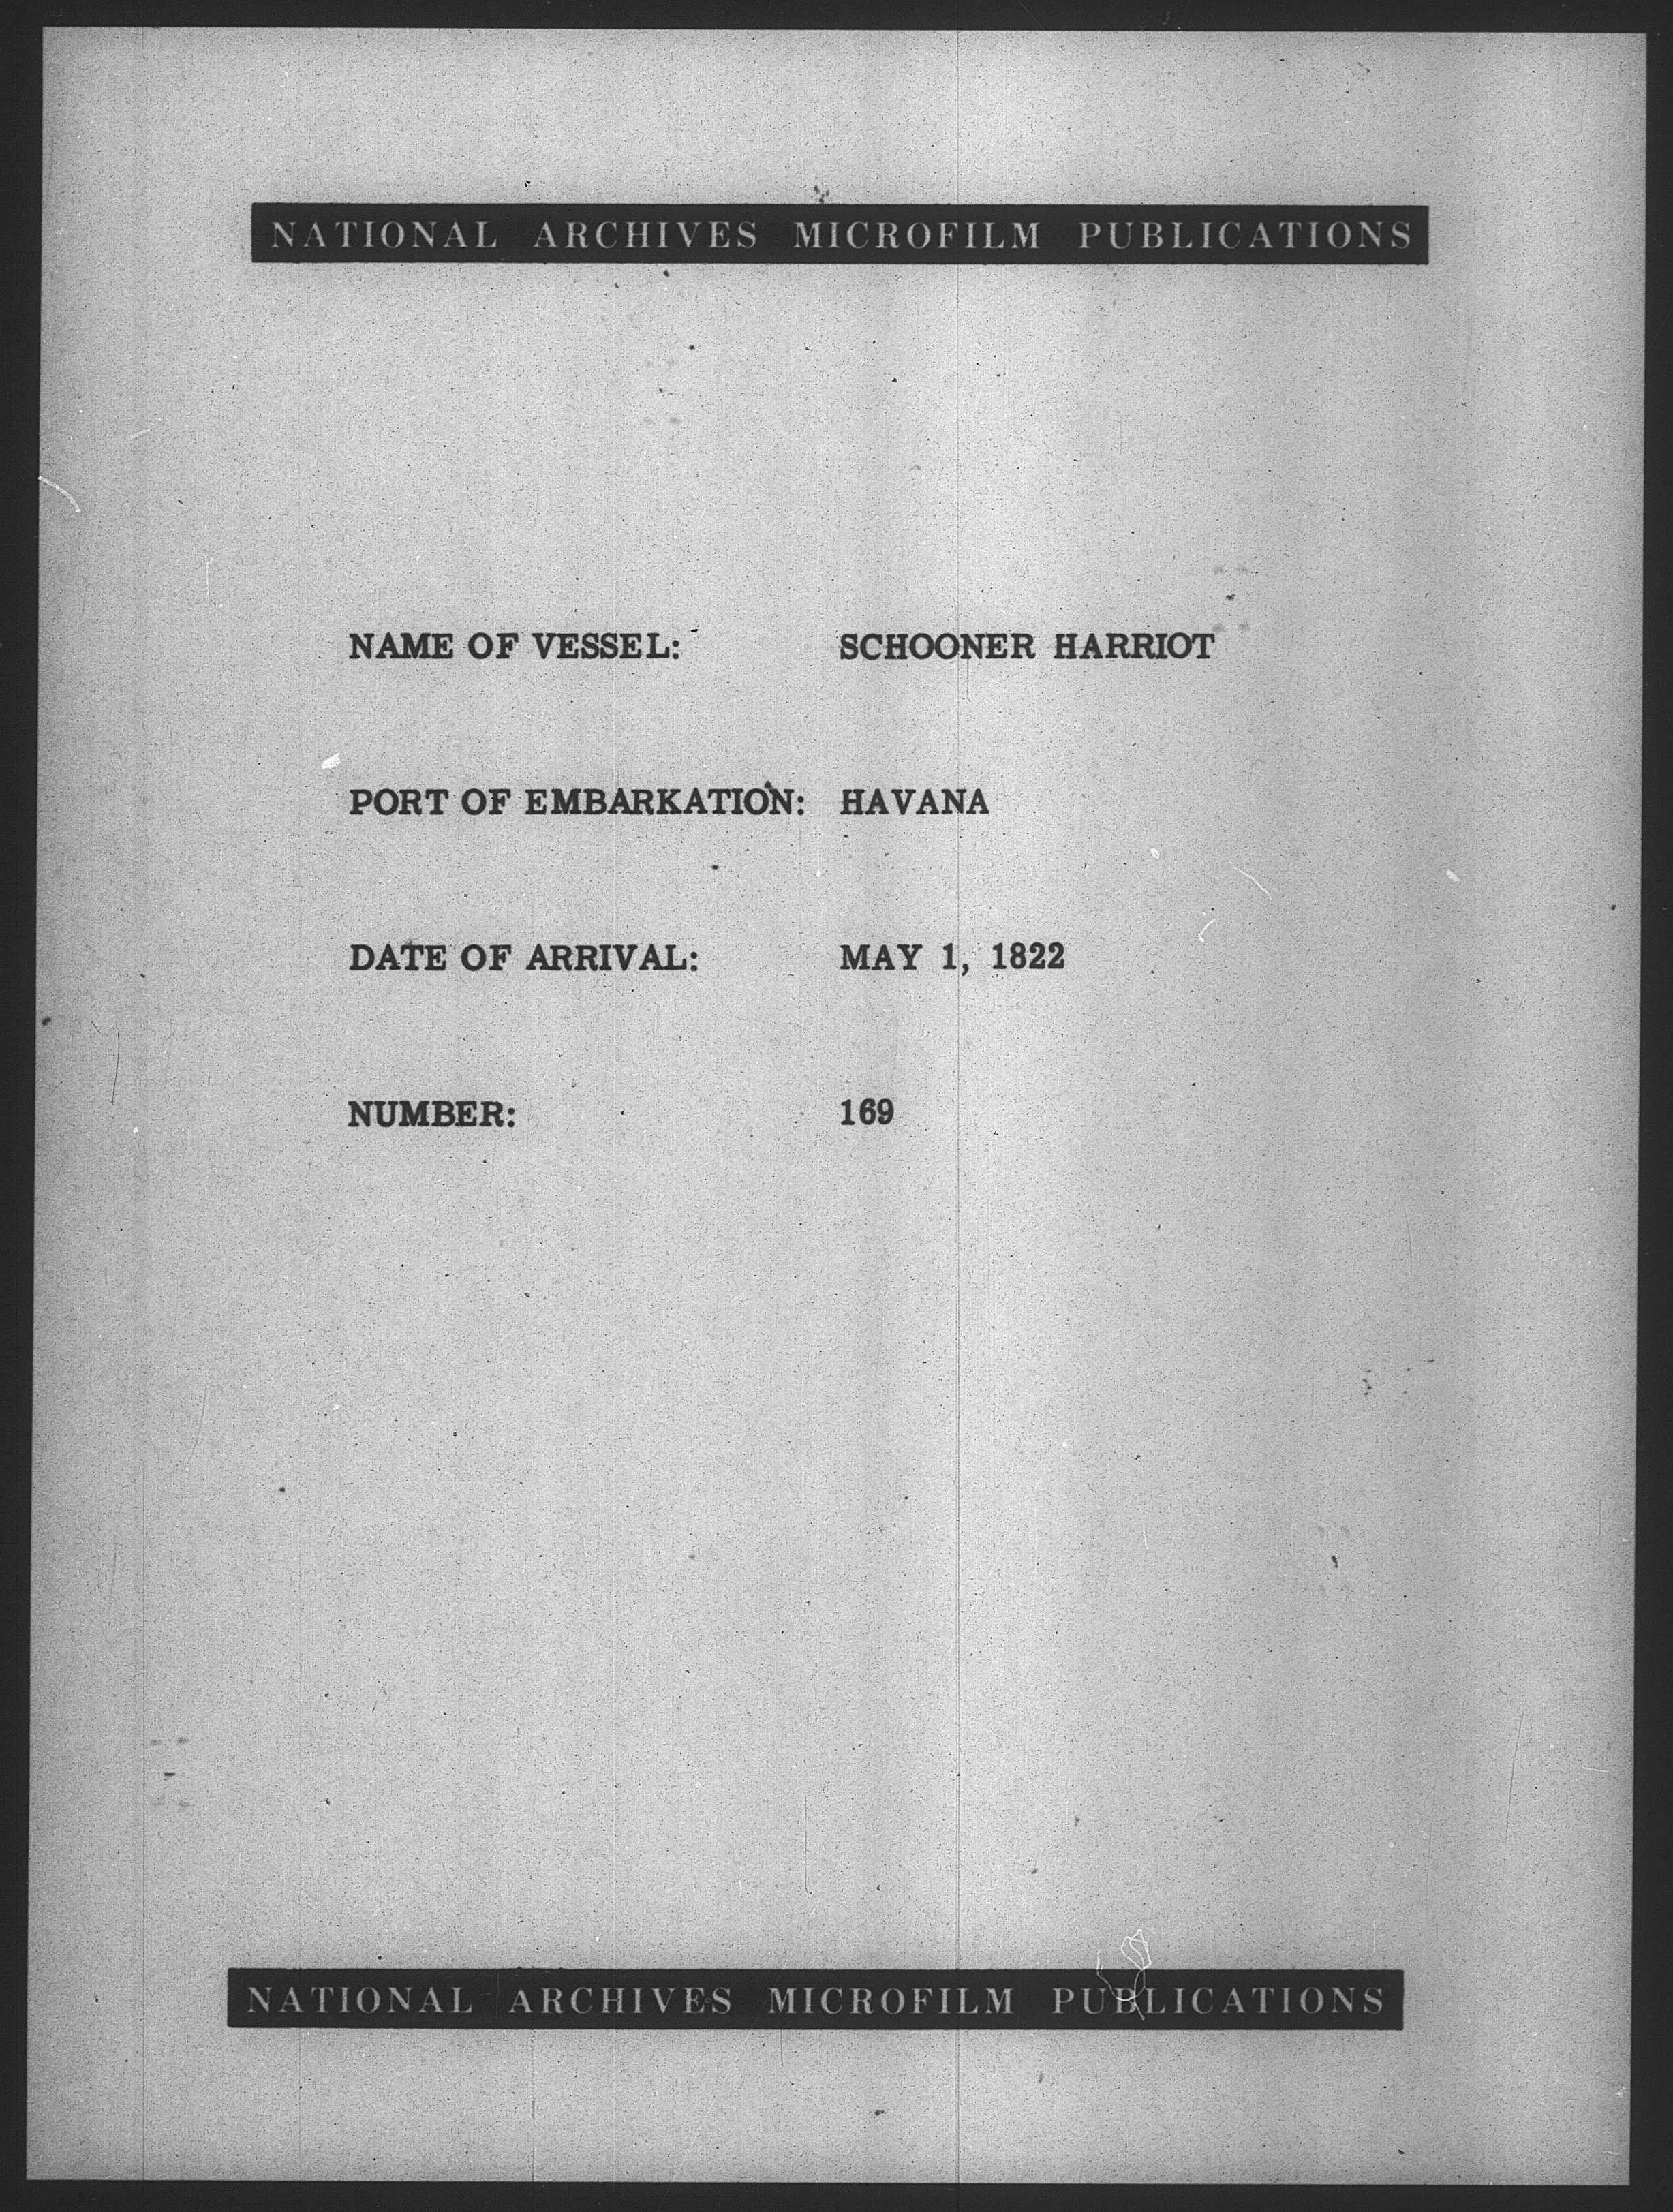 NATIONAL ARCHIVES MICROFILM PUBLICATIONS
NAME OF VESSEL: SCHOONER HARRIOT
PORT OF EMBARKATION: HAVANA
DATE OF ARRIVAL: MAY 1, 1822
NUMBER: 169
NATIONAL ARCHIVES MICROFILM PUBLICATIONS